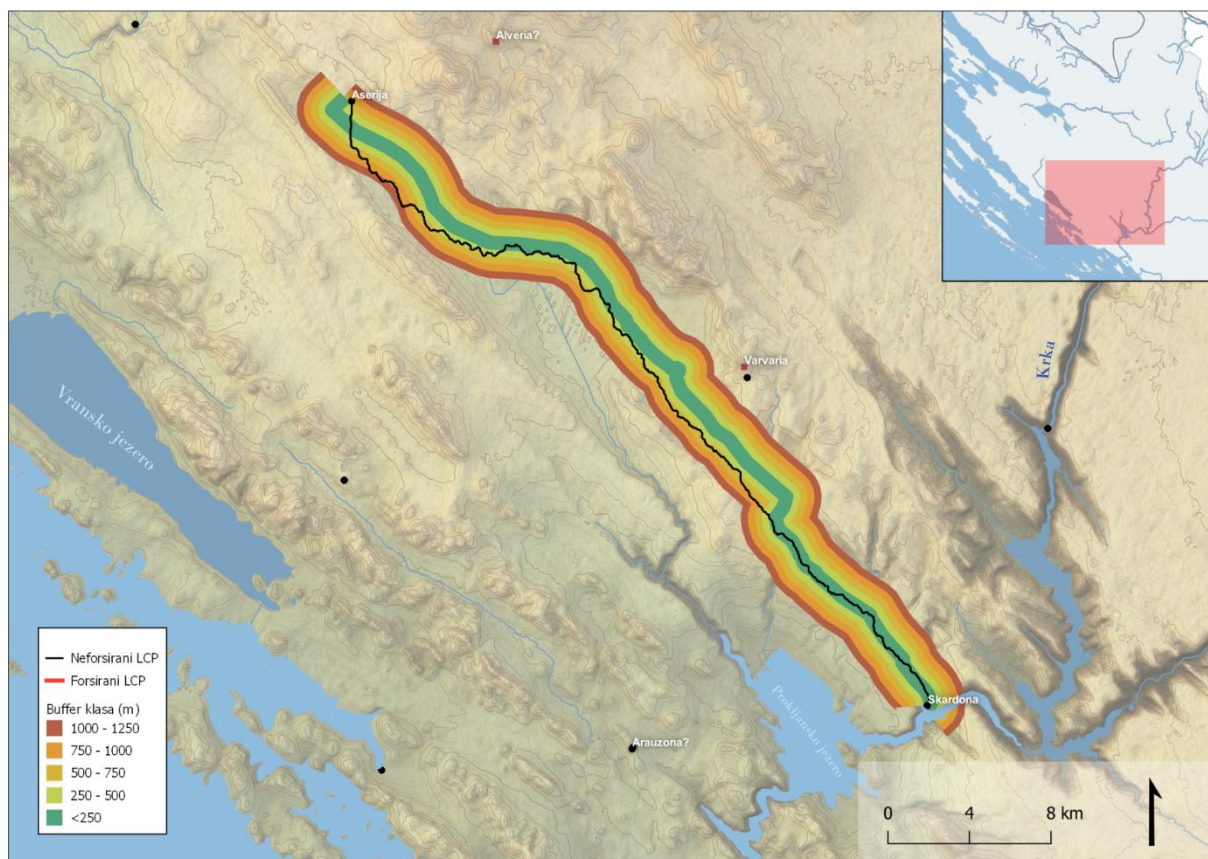 Alveria?
Aserija
Varvaria
Krka
Vransko jezero
Skardona
Prokljansko jezero
Arauzona?
Neforsirani LCP
Forsirani LCP
Buffer klasa (m)
1000 - 1250
750 - 1000
500 - 750
250 - 500
<250
0 4 8 km